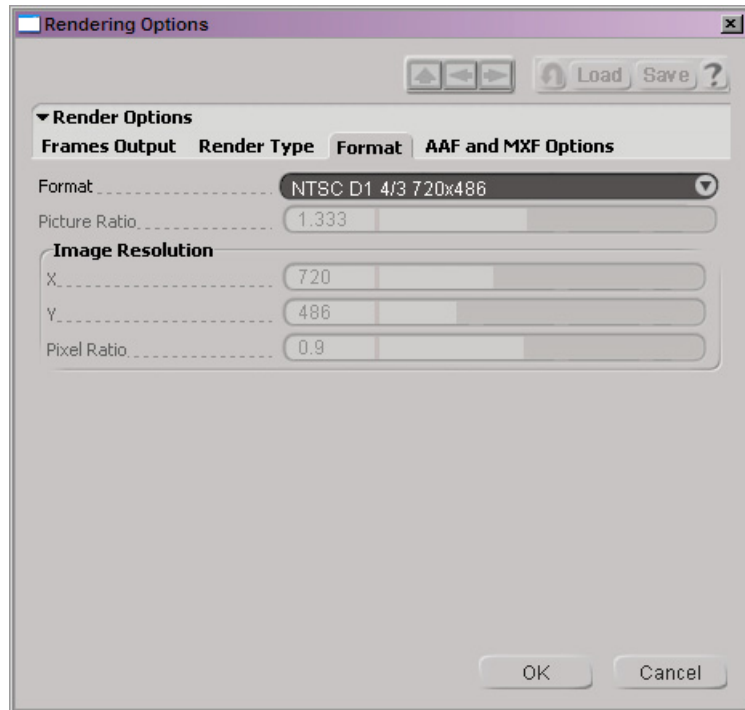 Rendering Options
Load Save ?
Render Options
Frames Output Render Type Format AAF and MXF Options
Format NTSC D1 4/3 720x486
Picture Ratio 1.333
Image Resolution
X 720
Y 486
Pixel Ratio 0.9
OK Cancel